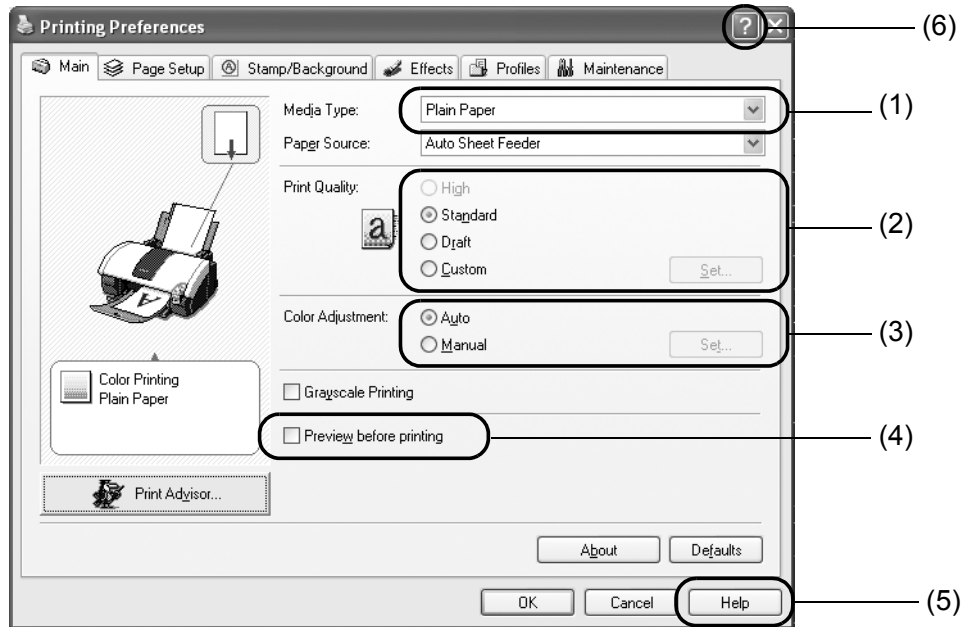 Printing Preferences
(6)
Main Page Setup Stamp/Background Effects Profiles Maintenance
Media Type: Plain Paper
(1)
Paper Source: Auto Sheet Feeder
Print Quality: High
a
Standard
(2)
Draft
Custom Set...
Color Adjustment: Auto
(3)
Manual Set...
Color Printing
Plain Paper
Grayscale Printing
Preview before printing
(4)
Print Advisor...
About Defaults
OK Cancel Help
(5)